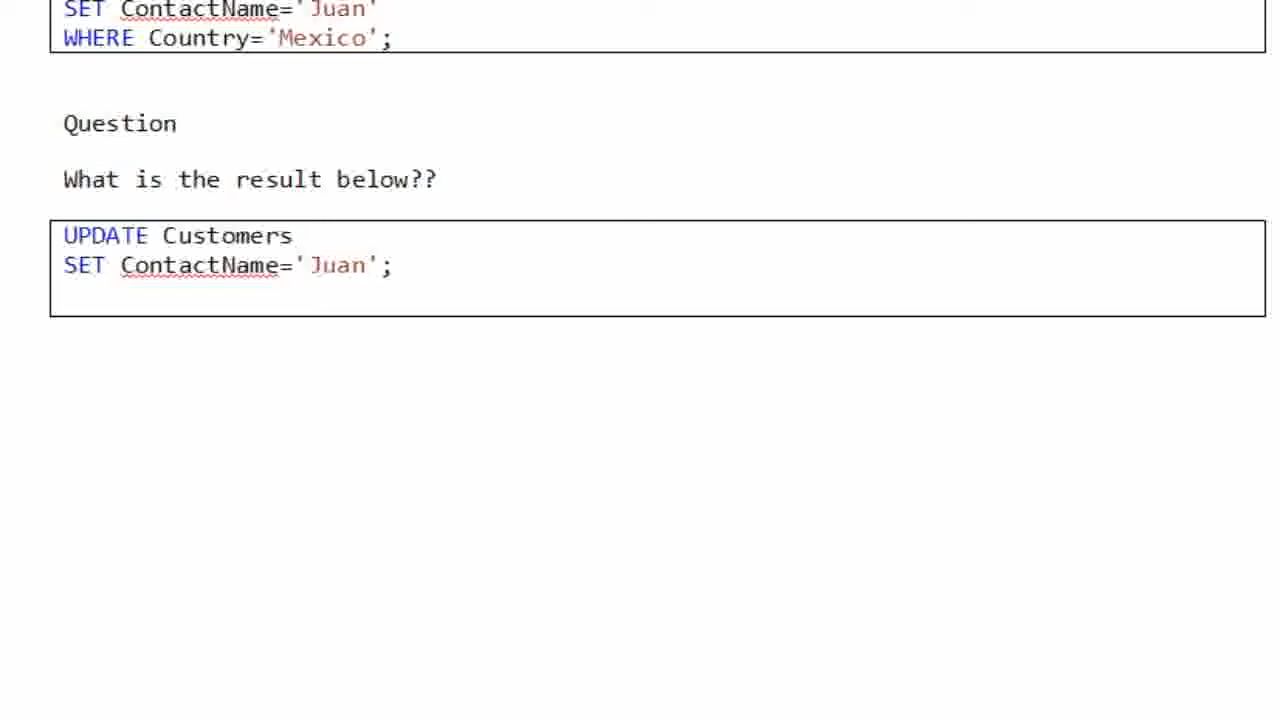 SET ContactName='Juan'
WHERE Country='Mexico';
Question
What is the result below??
UPDATE Customers
SET ContactName='Juan';